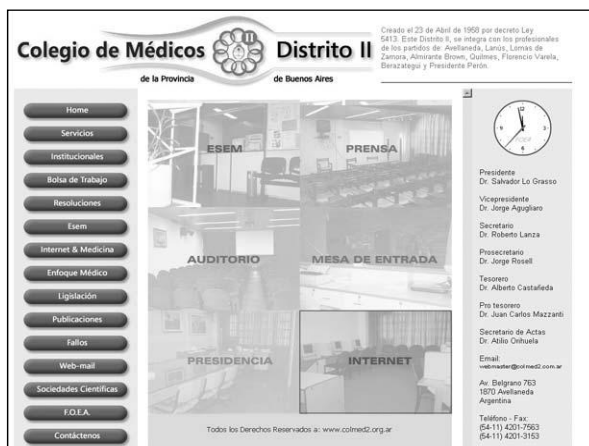 Colegio de Médicos Distrito II
de la Provincia de Buenos Aires
Creado el 23 de Abril de 1958 por decreto Ley
5413. Este Distrito II, se integra con los profesionales
de los partidos de: Avellaneda, Lanús, Lomas de
Zamora, Almirante Brown, Quilmes, Florencio Varela,
Berazategui y Presidente Perón.
Home
Servicios
Institucionales
Bolsa de Trabajo
Resoluciones
Esem
Internet & Medicina
Enfoque Médico
Ligislación
Publicaciones
Fallos
Web-mail
Sociedades Científicas
F.O.E.A.
Contáctenos
ESEM
PRENSA
AUDITORIO
MESA DE ENTRADA
PRESIDENCIA
INTERNET
Todos los Derechos Reservados a: www.colmed2.org.ar
12
3
6
9
Presidente
Dr. Salvador Lo Grasso
Vicepresidente
Dr. Jorge Agugliaro
Secretario
Dr. Roberto Lanza
Prosecretario
Dr. Jorge Rosell
Tesorero
Dr. Alberto Castañeda
Pro tesorero
Dr. Juan Carlos Mazzanti
Secretario de Actas
Dr. Atilio Orihuela
Email:
webmaster@colmed2.com.ar
Av. Belgrano 763
1870 Avellaneda
Argentina
Teléfono - Fax:
(54-11) 4201-7563
(54-11) 4201-3153